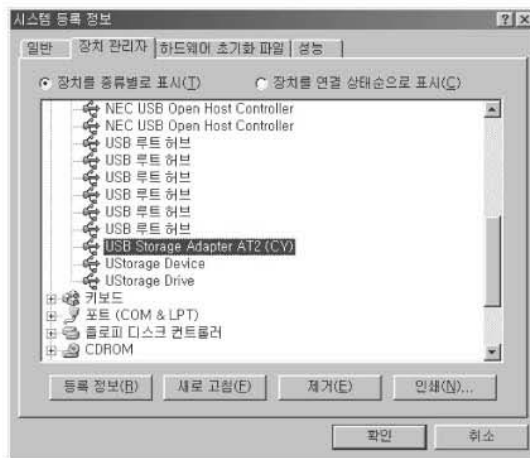 시스템 등록 정보
일반 장치 관리자 하드웨어 초기화 파일 성능
장치를 종류별로 표시(T) 장치를 연결 상태순으로 표시(C)
NEC USB Open Host Controller
NEC USB Open Host Controller
USB 루트 허브
USB 루트 허브
USB 루트 허브
USB 루트 허브
USB 루트 허브
USB 루트 허브
USB Storage Adapter AT2 (CY)
UStorage Device
UStorage Drive
키보드
포트 (COM & LPT)
플로피 디스크 컨트롤러
CDROM
등록 정보(R) 새로 고침(F) 제거(E) 인쇄(N)...
확인 취소